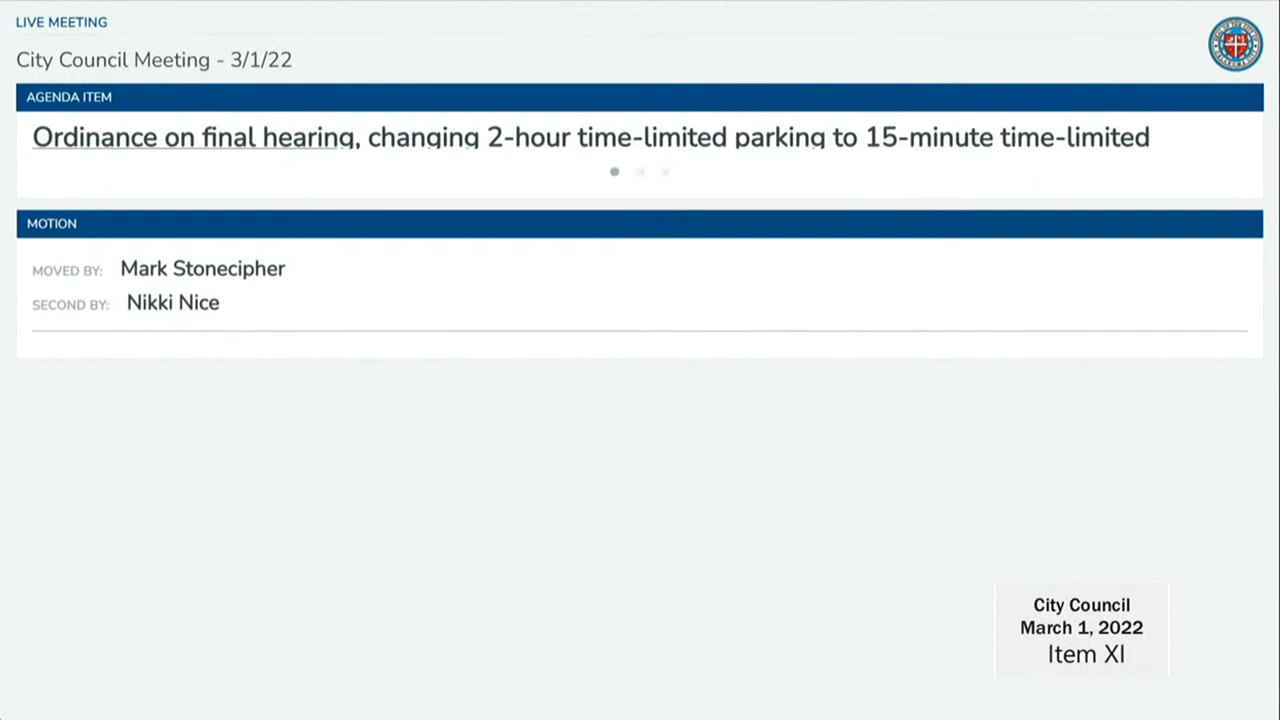 LIVE MEETING
City Council Meeting - 3/1/22
AGENDA ITEM
Ordinance on final hearing, changing 2-hour time-limited parking to 15-minute time-limited
MOTION
MOVED BY: Mark Stonecipher
SECOND BY: Nikki Nice
City Council
March 1, 2022
Item XI